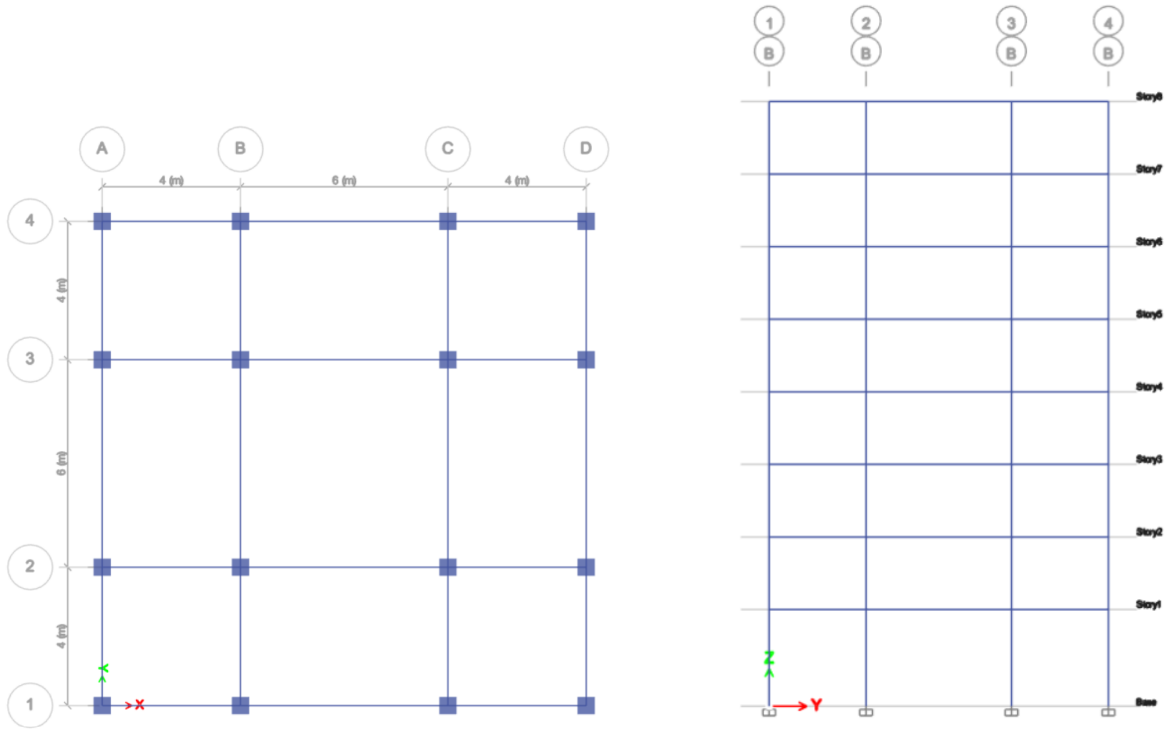 A B C D
4 (m) 6 (m) 4 (m)
4
4 (m)
3
6 (m)
2
4 (m)
Y
1
X
1 2 3 4
B B B B
Story8
Story7
Story6
Story5
Story4
Story3
Story2
Story1
Z
Y
Base